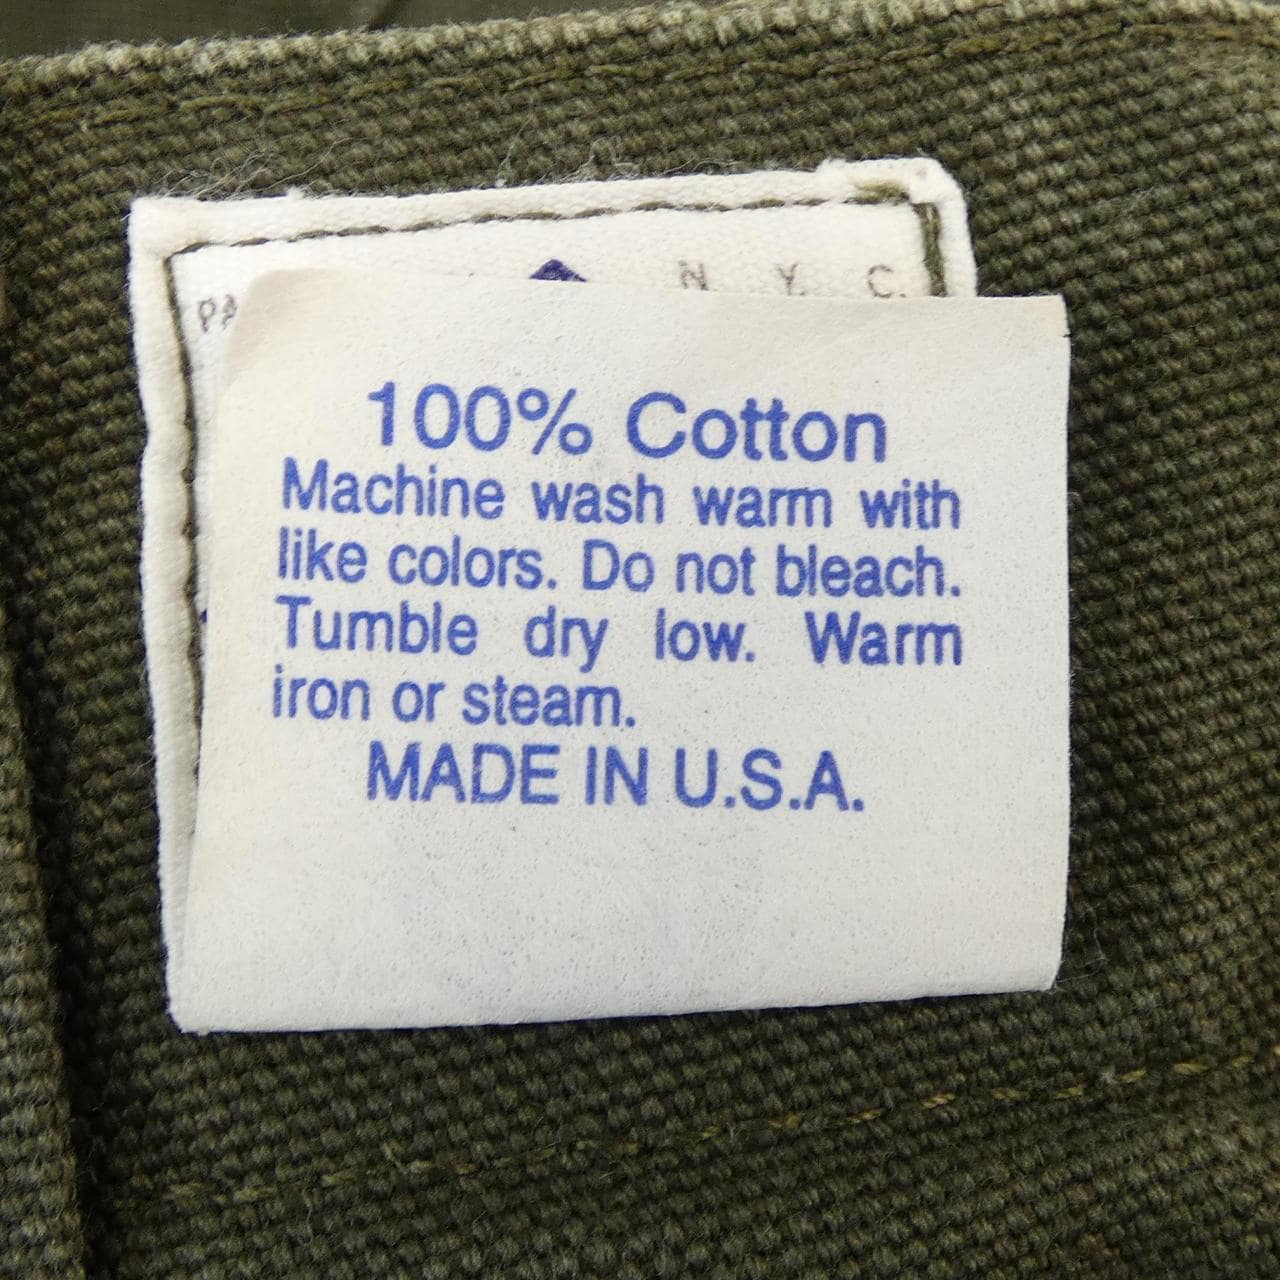 N. Y. C.
100% Cotton
Machine wash warm with
like colors. Do not bleach.
Tumble dry low. Warm
iron or steam.
MADE IN U.S.A.